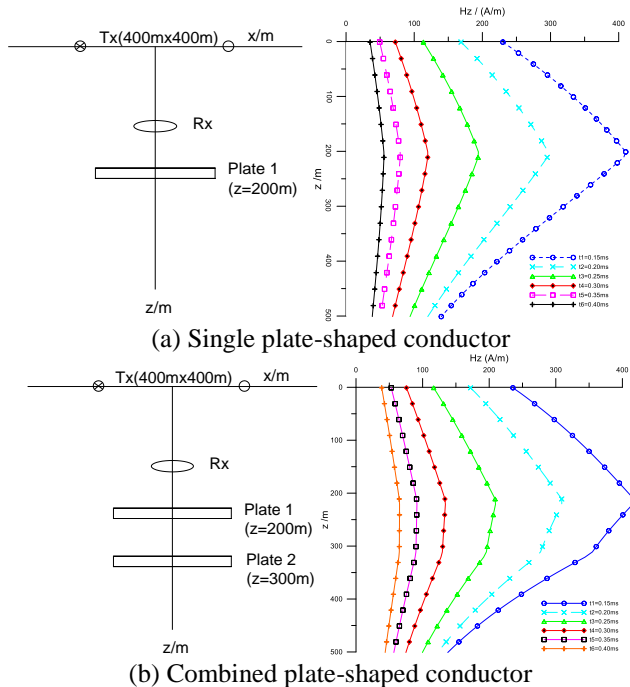 Tx(400mx400m)
x/m
Rx
Plate 1
(z=200m)
z/m
Hz / (A/m)
0 100 200 300 400
0
100
200
300
400
500
z /m
t1=0.15ms
t2=0.20ms
t3=0.25ms
t4=0.30ms
t5=0.35ms
t6=0.40ms
(a) Single plate-shaped conductor
Tx(400mx400m)
x/m
Rx
Plate 1
(z=200m)
Plate 2
(z=300m)
z/m
Hz / (A/m)
0 100 200 300 400
0
100
200
300
400
500
z /m
t1=0.15ms
t2=0.20ms
t3=0.25ms
t4=0.30ms
t5=0.35ms
t6=0.40ms
(b) Combined plate-shaped conductor